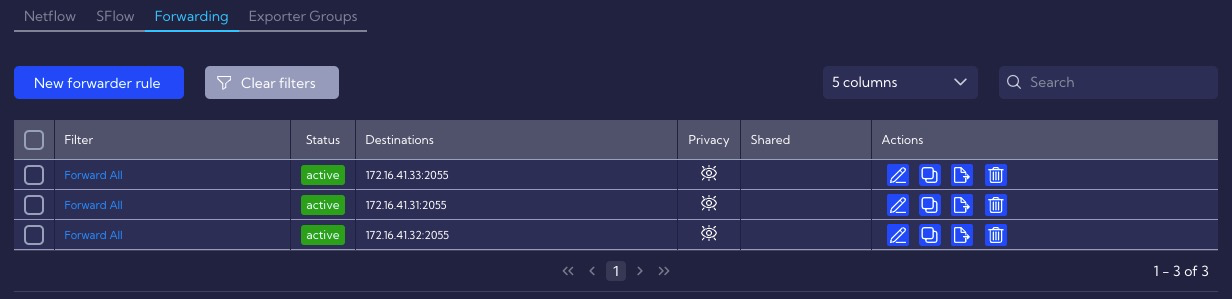 Netflow SFlow Forwarding Exporter Groups
New forwarder rule Clear filters 5 columns Search
Filter Status Destinations Privacy Shared Actions
Forward All active 172.16.41.33:2055
Forward All active 172.16.41.31:2055
Forward All active 172.16.41.32:2055
<< < 1 > >> 1 - 3 of 3